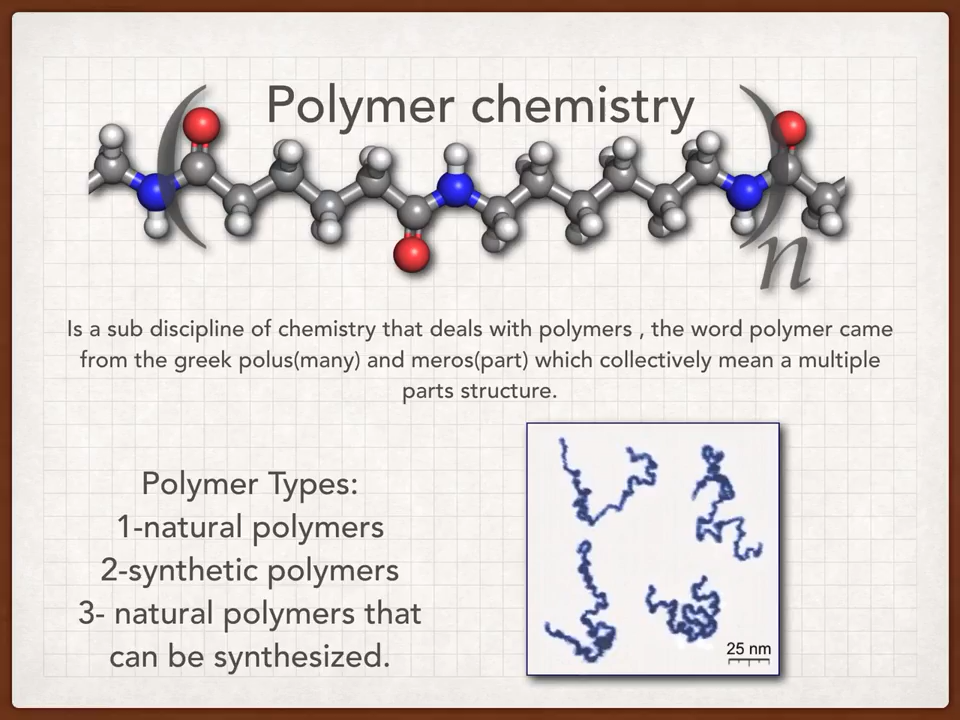 Polymer chemistry
n
Is a sub discipline of chemistry that deals with polymers , the word polymer came
from the greek polus(many) and meros(part) which collectively mean a multiple
parts structure.
Polymer Types:
1-natural polymers
2-synthetic polymers
3- natural polymers that
can be synthesized.
25 nm